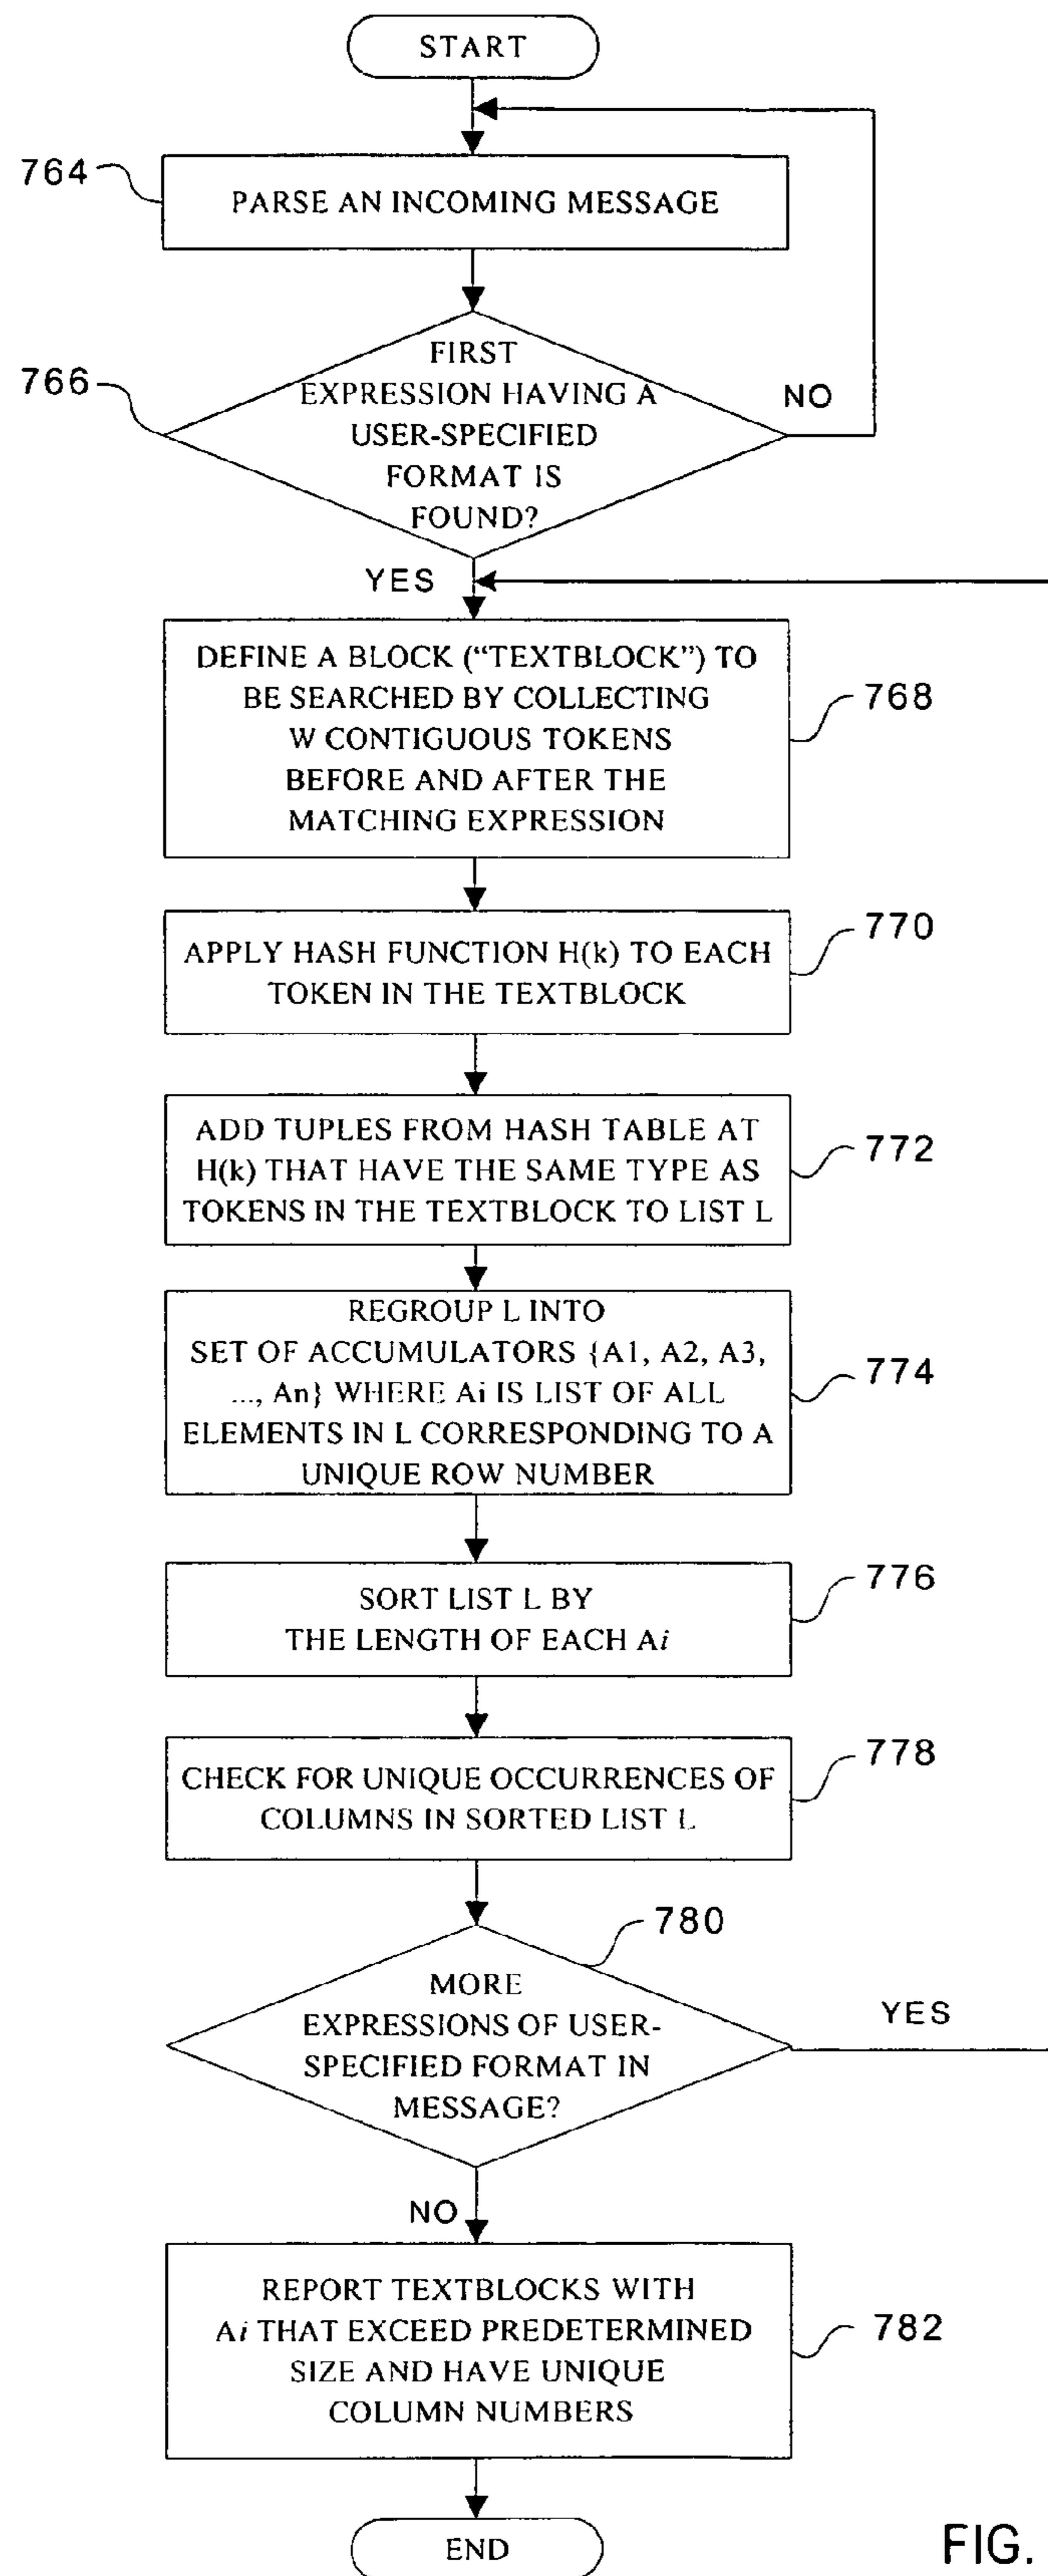 START
764
PARSE AN INCOMING MESSAGE
766
FIRST
EXPRESSION HAVING A
USER-SPECIFIED
FORMAT IS
FOUND?
NO
YES
DEFINE A BLOCK (“TEXTBLOCK”) TO
BE SEARCHED BY COLLECTING
W CONTIGUOUS TOKENS
BEFORE AND AFTER THE
MATCHING EXPRESSION
768
APPLY HASH FUNCTION H(k) TO EACH
TOKEN IN THE TEXTBLOCK
770
ADD TUPLES FROM HASH TABLE AT
H(k) THAT HAVE THE SAME TYPE AS
TOKENS IN THE TEXTBLOCK TO LIST L
772
REGROUP L INTO
SET OF ACCUMULATORS {A1, A2, A3,
..., An} WHERE Ai IS LIST OF ALL
ELEMENTS IN L CORRESPONDING TO A
UNIQUE ROW NUMBER
774
SORT LIST L BY
THE LENGTH OF EACH Ai
776
CHECK FOR UNIQUE OCCURRENCES OF
COLUMNS IN SORTED LIST L
778
780
MORE
EXPRESSIONS OF USER-
SPECIFIED FORMAT IN
MESSAGE?
YES
NO
REPORT TEXTBLOCKS WITH
Ai THAT EXCEED PREDETERMINED
SIZE AND HAVE UNIQUE
COLUMN NUMBERS
782
END
FIG.